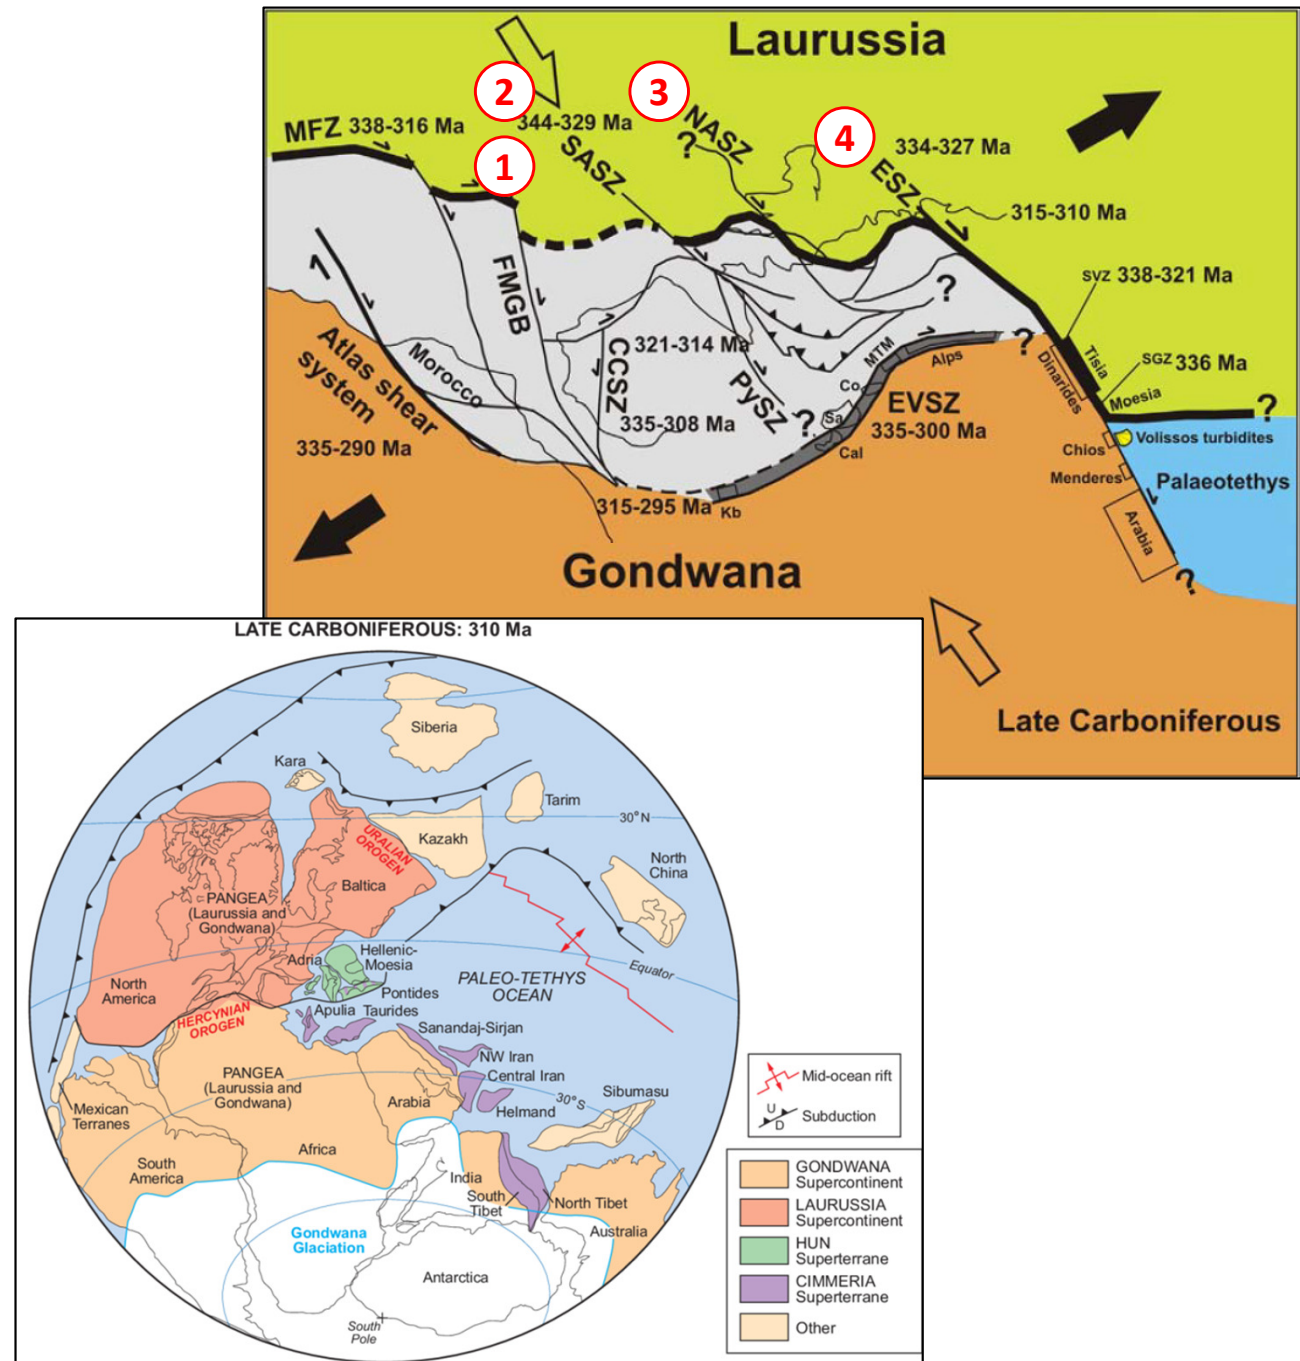 Laurussia
2
3
NASZ
MFZ 338-316 Ma
344-329 Ma
?
4
334-327 Ma
1
SASZ
ESZ
315-310 Ma
FMGB
?
SVZ 338-321 Ma
Atlas shear
system
Morocco
CCSZ
321-314 Ma
PySZ
MTM
Alps
?
Dinarides
Tisia
SGZ 336 Ma
Moesia
?
Co
EVSZ
335-300 Ma
Sa
?
Cal
335-290 Ma
335-308 Ma
Volissos turbidites
Chios
Menderes
Palaeotethys
Arabia
?
315-295 Ma
Kb
Gondwana
Late Carboniferous
LATE CARBONIFEROUS: 310 Ma
Siberia
Kara
Tarim
30°N
Kazakh
URALIAN
OROGEN
North
China
Baltica
PANGEA
(Laurussia and
Gondwana)
Adria
Hellenic-
Moesia
Equator
PALEO-TETHYS
OCEAN
North
America
Pontides
Apulia
Taurides
HERCYNIAN
OROGEN
Sanandaj-Sirjan
NW Iran
Central Iran
PANGEA
(Laurussia and
Gondwana)
Arabia
30°S
Helmand
Sibumasu
Mexican
Terranes
Africa
South
America
India
South
Tibet
North Tibet
Australia
Gondwana
Glaciation
Antarctica
South
Pole
Mid-ocean rift
U
D
Subduction
GONDWANA
Supercontinent
LAURUSSIA
Supercontinent
HUN
Superterrane
CIMMERIA
Superterrane
Other